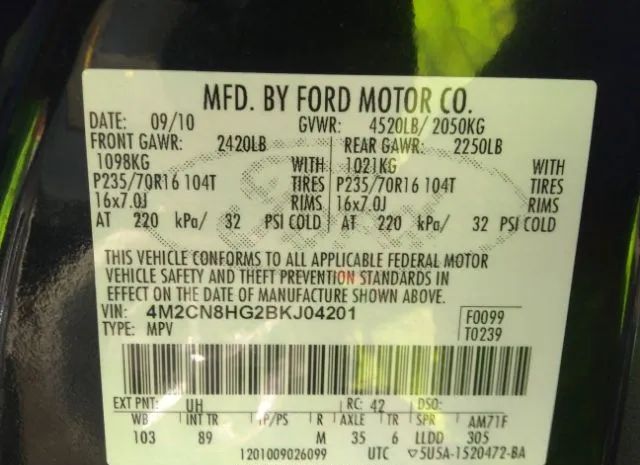 MFD. BY FORD MOTOR CO.
DATE: 09/10 GVWR: 4520LB/ 2050KG
FRONT GAWR: 2420LB REAR GAWR: 2250LB
1098KG WITH 1021KG WITH
P235/70R16 104T TIRES P235/70R16 104T TIRES
16x7.0J RIMS 16x7.0J RIMS
AT 220 kPa/ 32 PSI COLD AT 220 kPa/ 32 PSI COLD
THIS VEHICLE CONFORMS TO ALL APPLICABLE FEDERAL MOTOR
VEHICLE SAFETY AND THEFT PREVENTION STANDARDS IN
EFFECT ON THE DATE OF MANUFACTURE SHOWN ABOVE.
VIN: 4M2CN8HG2BKJ04201 F0099
TYPE: MPV T0239
EXT PNT: UH RC: 42 DSO:
WB INT TR TP/PS R AXLE TR SPR AM71F
103 89 M 35 6 LLDD 305
1201009026099 UTC 5U5A-1520472-BA